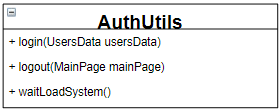 AuthUtils
+ login(UsersData usersData)
+ logout(MainPage mainPage)
+ waitLoadSystem()